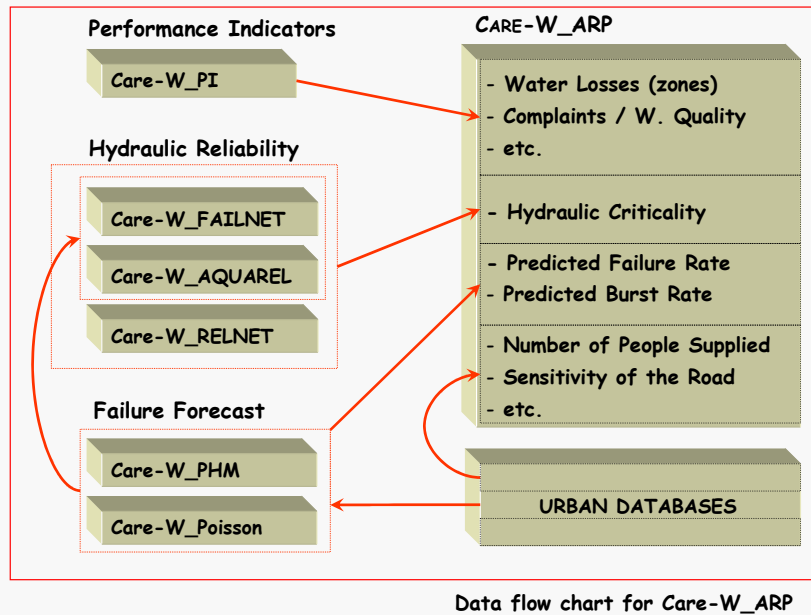 Performance Indicators
Care-W_PI
Hydraulic Reliability
Care-W_FAILNET
Care-W_AQUAREL
Care-W_RELNET
Failure Forecast
Care-W_PHM
Care-W_Poisson
CARE-W_ARP
- Water Losses (zones)
- Complaints / W. Quality
- etc.
- Hydraulic Criticality
- Predicted Failure Rate
- Predicted Burst Rate
- Number of People Supplied
- Sensitivity of the Road
- etc.
URBAN DATABASES
Data flow chart for Care-W_ARP